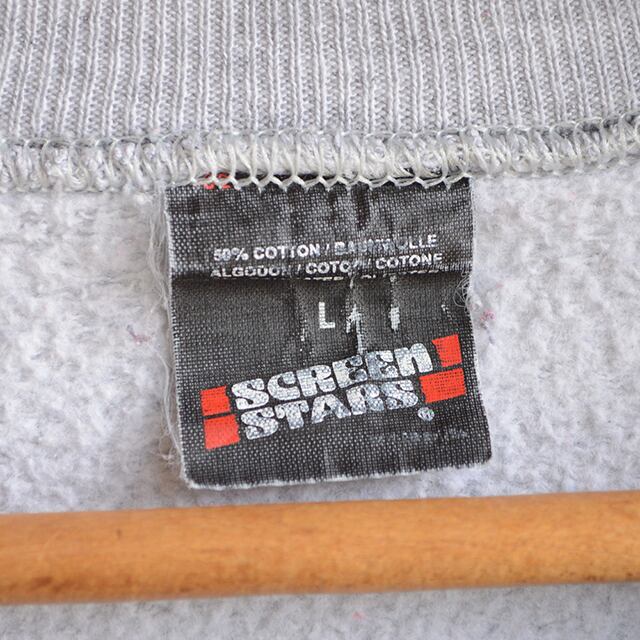 50% COTTON / BAUMWOLLE
ALGODON / COTON / COTONE
L
SCREEN
STARS®